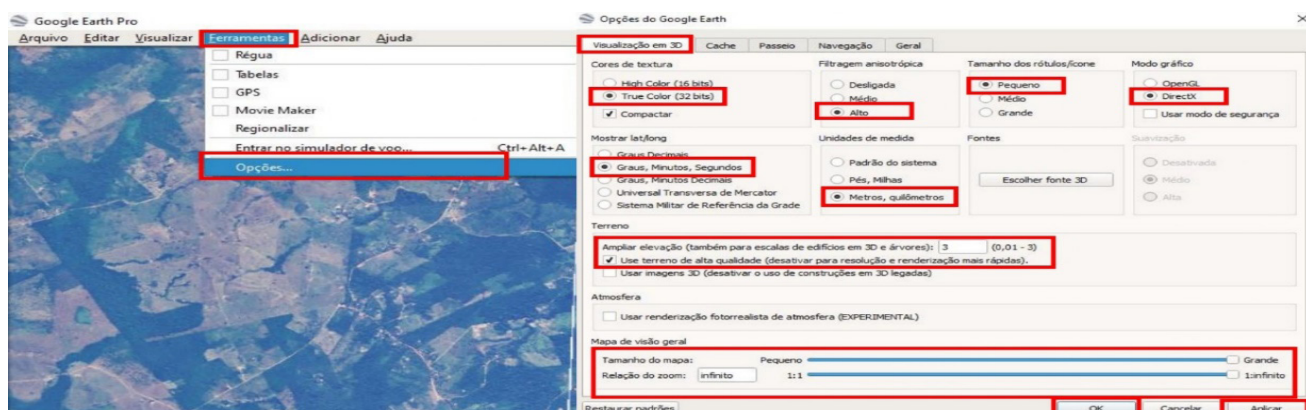 Google Earth Pro
Arquivo Editar Visualizar Ferramentas Adicionar Ajuda
Régua
Tabelas
GPS
Movie Maker
Regionalizar
Entrar no simulador de voo... Ctrl+Alt+A
Opções...
Opções do Google Earth
Visualização em 3D Cache Passeio Navegação Geral
Cores de textura Filtragem anisotrópica Tamanho dos rótulos/ícone Modo gráfico
High Color (16 bits) Desligada Pequeno OpenGL
True Color (32 bits) Médio Médio DirectX
Compactar Alto Grande Usar modo de segurança
Mostrar lat/long Unidades de medida Fontes Suavização
Graus Decimais
Graus, Minutos, Segundos Padrão do sistema Desativada
Graus, Minutos Decimais Pés, Milhas Escolher fonte 3D Médio
Universal Transversa de Mercator Metros, quilômetros Alta
Sistema Militar de Referência da Grade
Terreno
Ampliar elevação (também para escalas de edifícios em 3D e árvores): 3 (0,01 - 3)
Use terreno de alta qualidade (desativar para resolução e renderização mais rápidas).
Usar imagens 3D (desativar o uso de construções em 3D legadas)
Atmosfera
Usar renderização fotorrealista de atmosfera (EXPERIMENTAL)
Mapa de visão geral
Tamanho do mapa: Pequeno Grande
Relação do zoom: infinito 1:1 1:infinito
Restaurar padrões OK Cancelar Aplicar